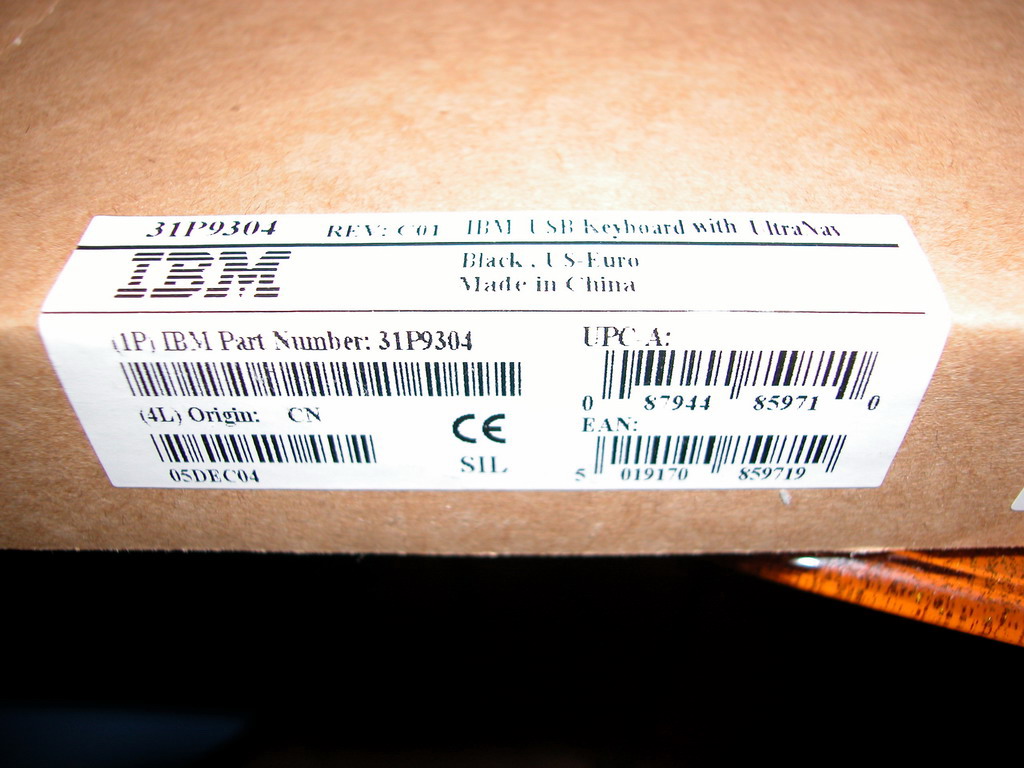 31P9304 REV: C01 IBM USB Keyboard with UltraNav
IBM
Black, US-Euro
Made in China
(1P) IBM Part Number: 31P9304
UPC-A:
0 87944 85971 0
(4L) Origin: CN
CE
EAN:
05DEC04
SIL
5 019170 859719